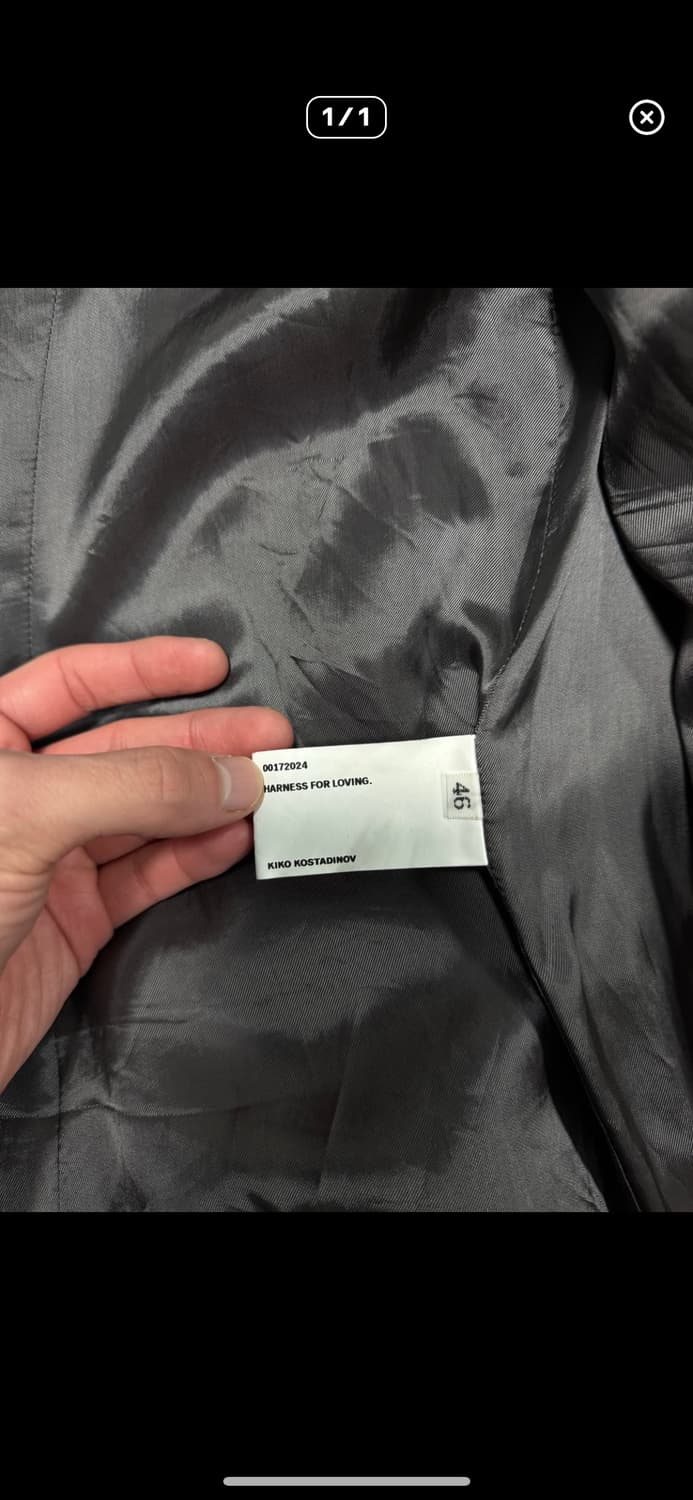 1/1
00172024
HARNESS FOR LOVING.
46
KIKO KOSTADINOV